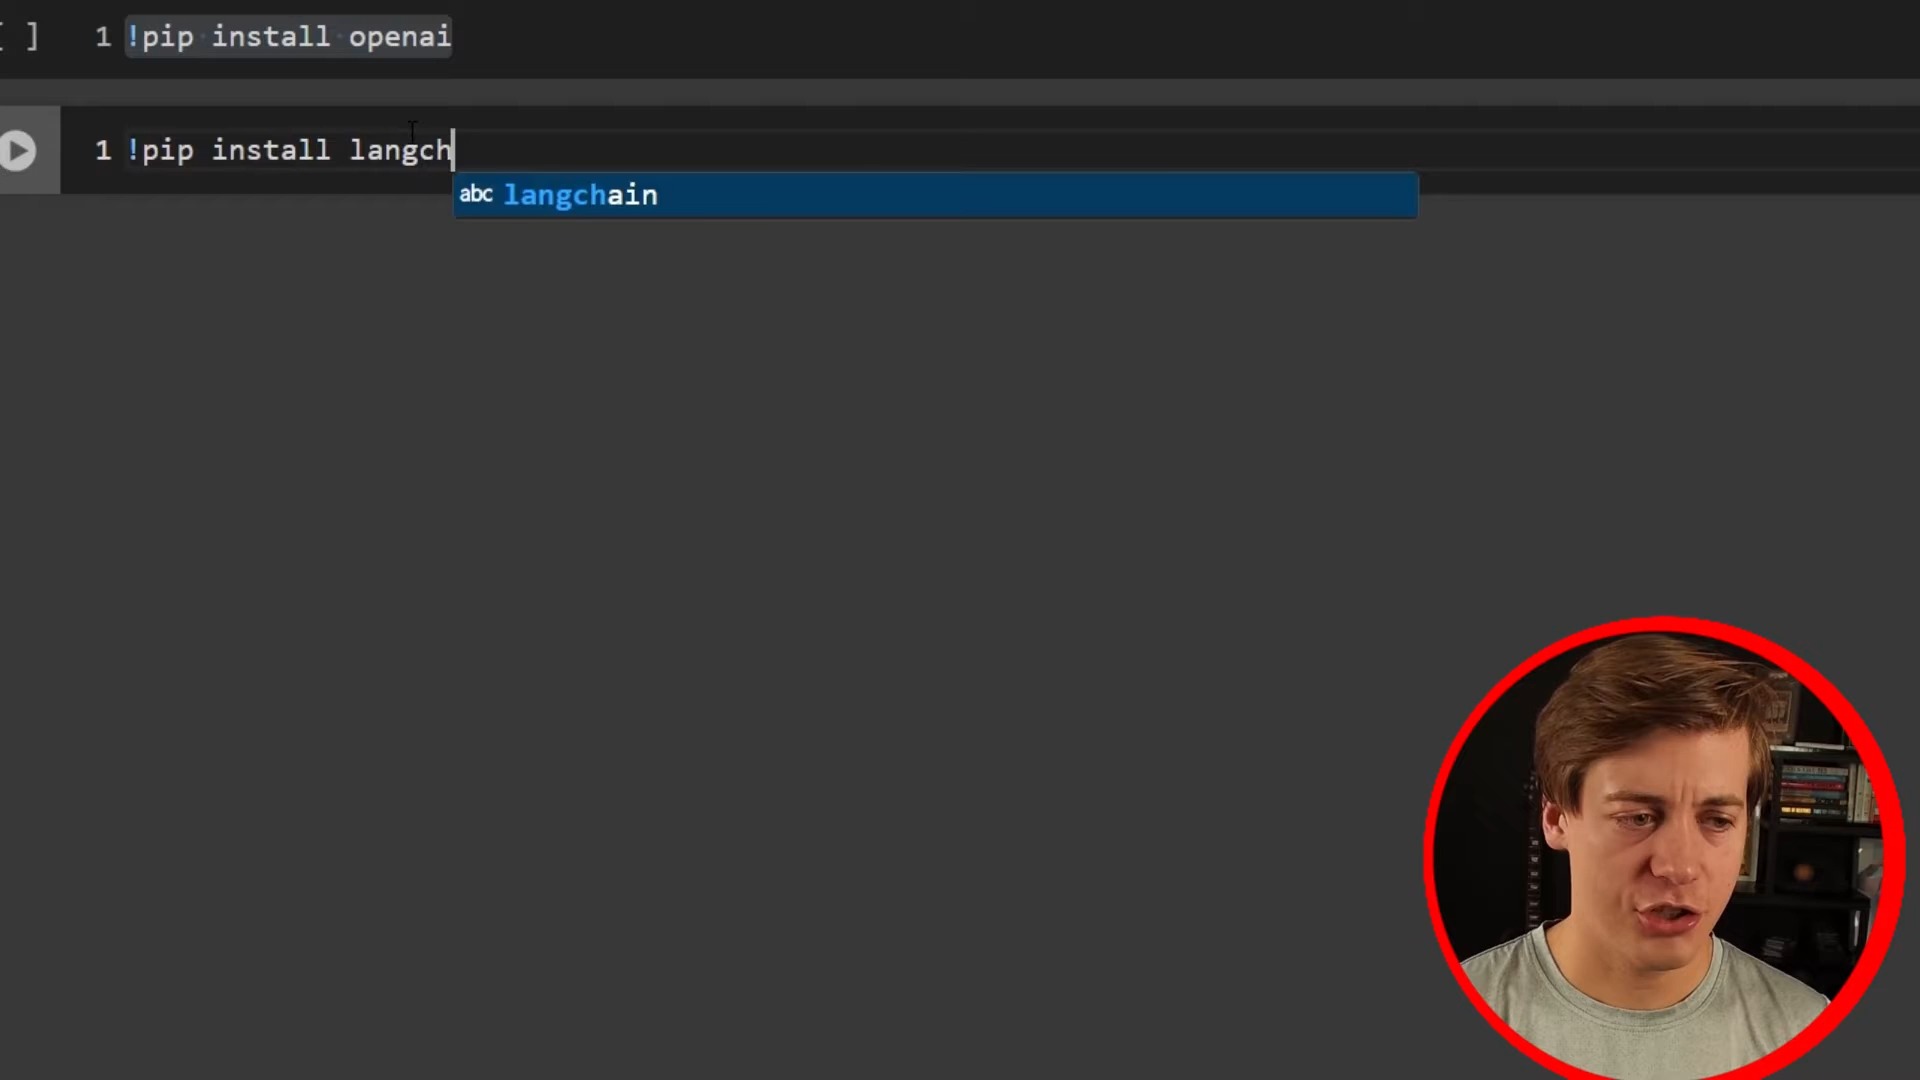 [ ] 1 !pip install openai
1 !pip install langch
abc langchain